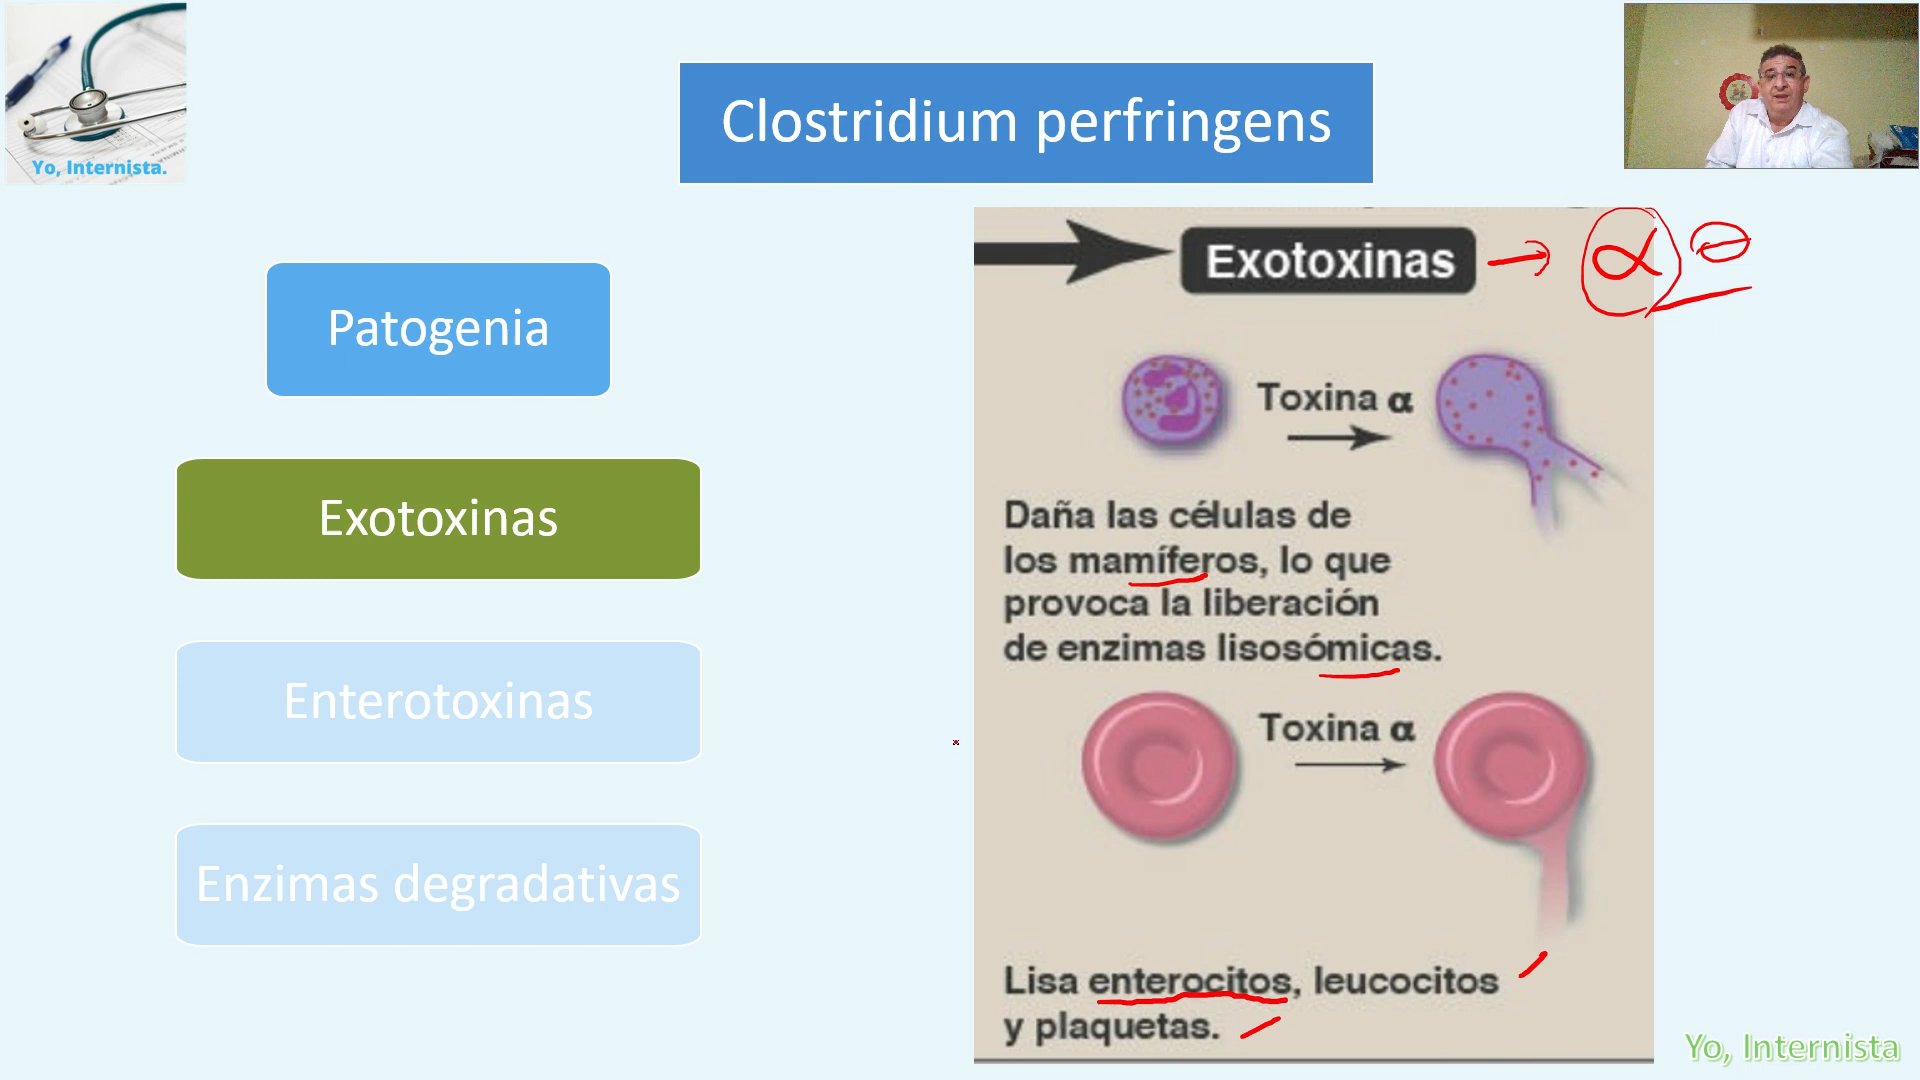 Yo, Internista.
Clostridium perfringens
Patogenia
Exotoxinas
Enterotoxinas
Enzimas degradativas
Exotoxinas
α θ
Toxina α
Daña las células de
los mamíferos, lo que
provoca la liberación
de enzimas lisosómicas.
Toxina α
Lisa enterocitos, leucocitos
y plaquetas.
Yo, Internista